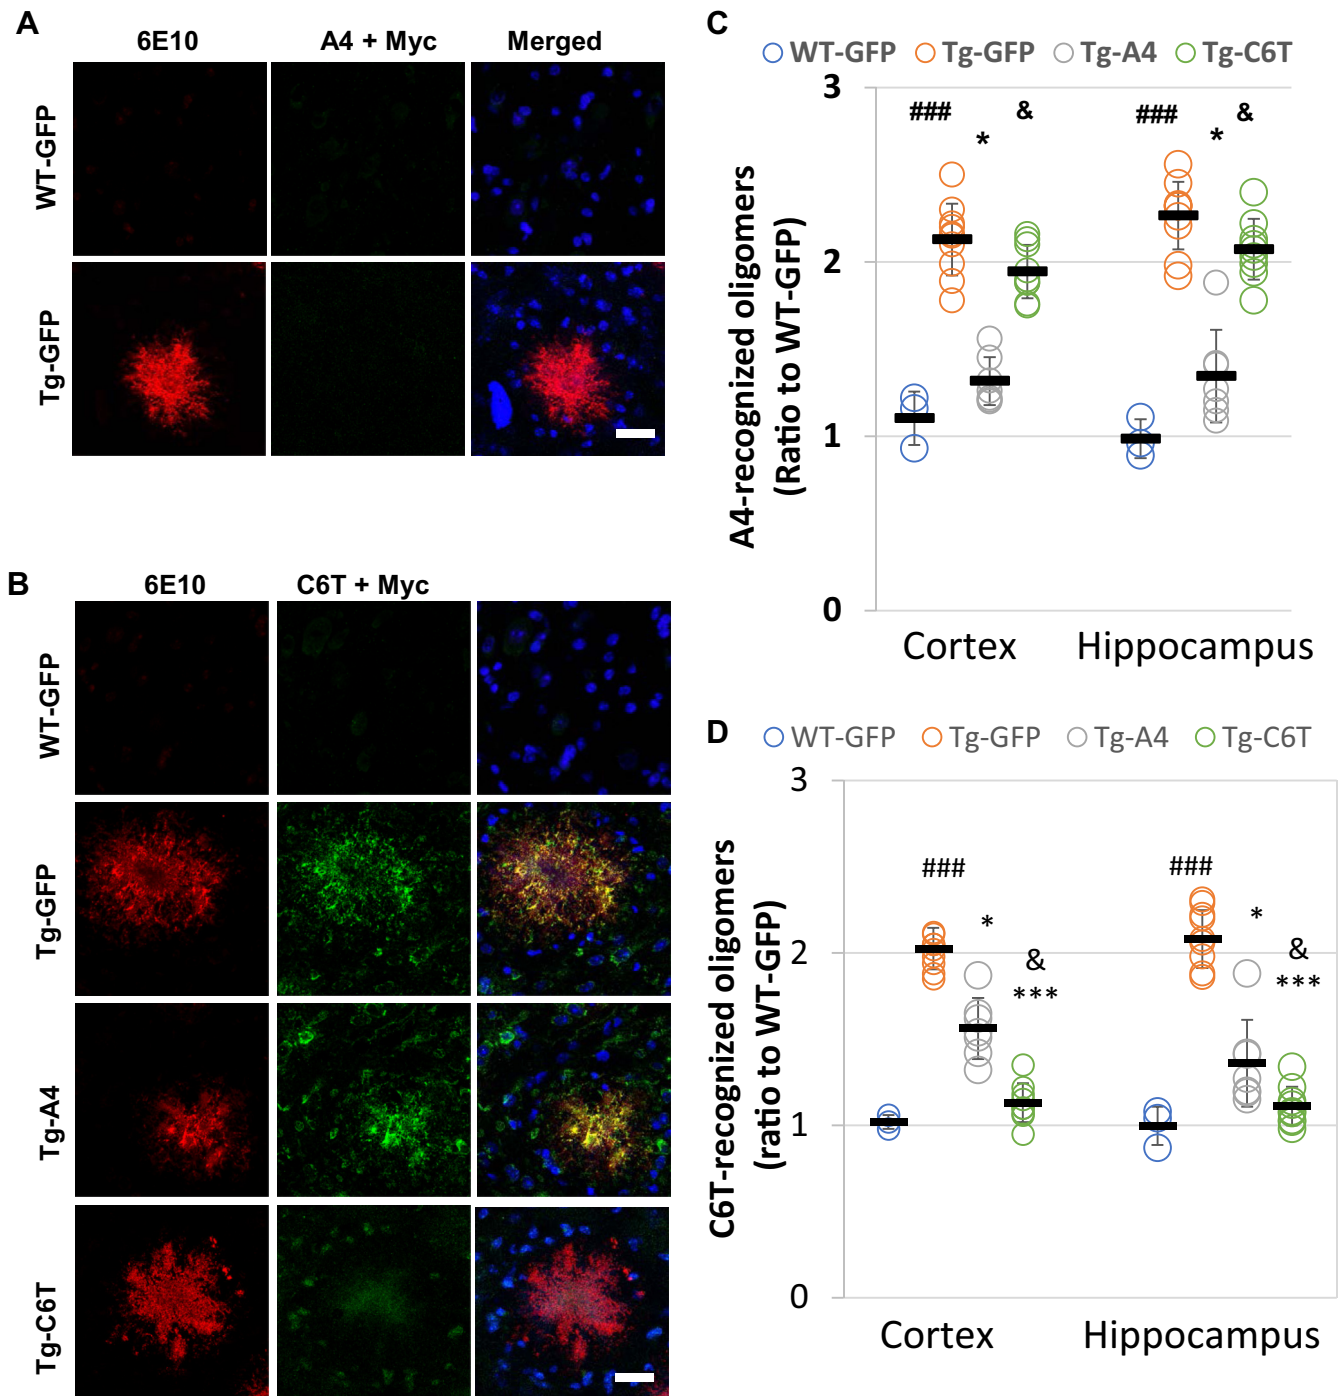 A
6E10
A4 + Myc
Merged
WT-GFP
Tg-GFP
B
6E10
C6T + Myc
WT-GFP
Tg-GFP
Tg-A4
Tg-C6T
C
WT-GFP
Tg-GFP
Tg-A4
Tg-C6T
A4-recognized oligomers
(Ratio to WT-GFP)
3
2
1
0
###
*
&
###
*
&
Cortex
Hippocampus
D
WT-GFP
Tg-GFP
Tg-A4
Tg-C6T
C6T-recognized oligomers
(ratio to WT-GFP)
3
2
1
0
###
*
&
***
###
*
&
***
Cortex
Hippocampus